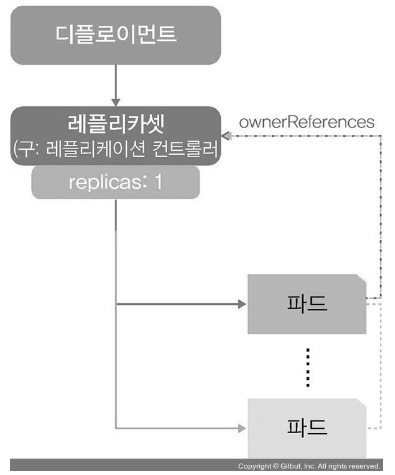 디플로이먼트
레플리카셋
(구: 레플리케이션 컨트롤러
ownerReferences
replicas: 1
파드
파드
Copyright © Gilbut, Inc. All rights reserved.